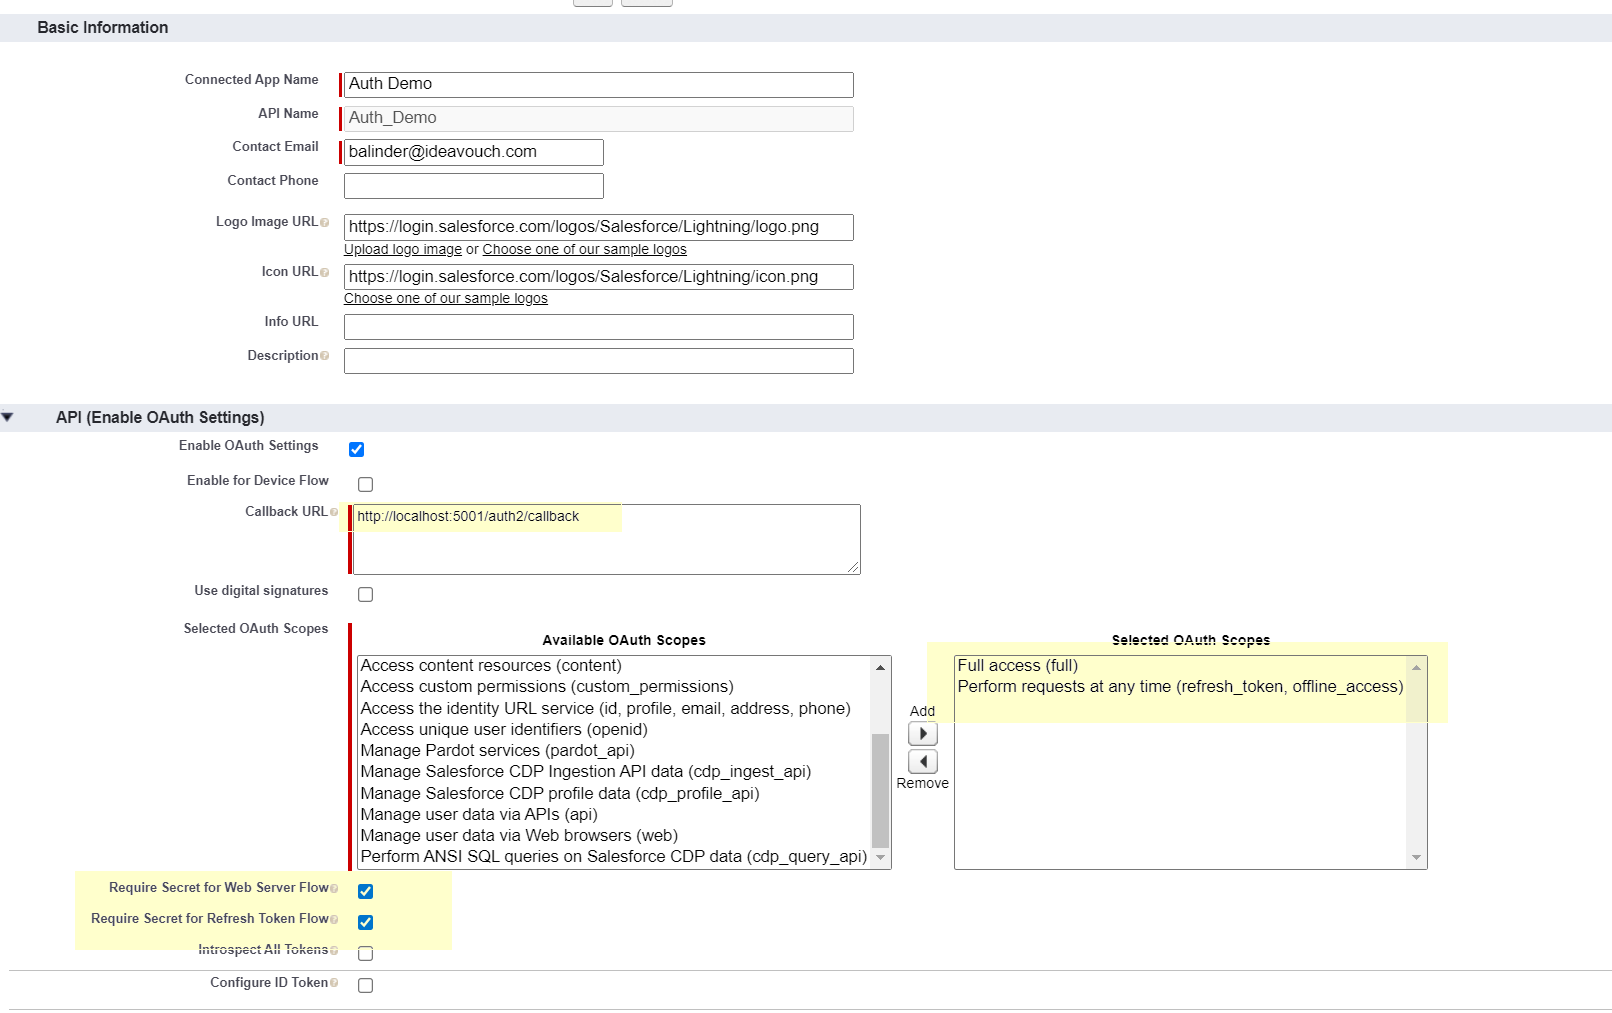 Basic Information
Connected App Name
Auth Demo
API Name
Auth_Demo
Contact Email
balinder@ideavouch.com
Contact Phone
Logo Image URL
https://login.salesforce.com/logos/Salesforce/Lightning/logo.png
Upload logo image or Choose one of our sample logos
Icon URL
https://login.salesforce.com/logos/Salesforce/Lightning/icon.png
Choose one of our sample logos
Info URL
Description
API (Enable OAuth Settings)
Enable OAuth Settings
Enable for Device Flow
Callback URL
http://localhost:5001/auth2/callback
Use digital signatures
Selected OAuth Scopes
Available OAuth Scopes
Access content resources (content)
Access custom permissions (custom_permissions)
Access the identity URL service (id, profile, email, address, phone)
Access unique user identifiers (openid)
Manage Pardot services (pardot_api)
Manage Salesforce CDP Ingestion API data (cdp_ingest_api)
Manage Salesforce CDP profile data (cdp_profile_api)
Manage user data via APIs (api)
Manage user data via Web browsers (web)
Perform ANSI SQL queries on Salesforce CDP data (cdp_query_api)
Add
Remove
Selected OAuth Scopes
Full access (full)
Perform requests at any time (refresh_token, offline_access)
Require Secret for Web Server Flow
Require Secret for Refresh Token Flow
Introspect All Tokens
Configure ID Token